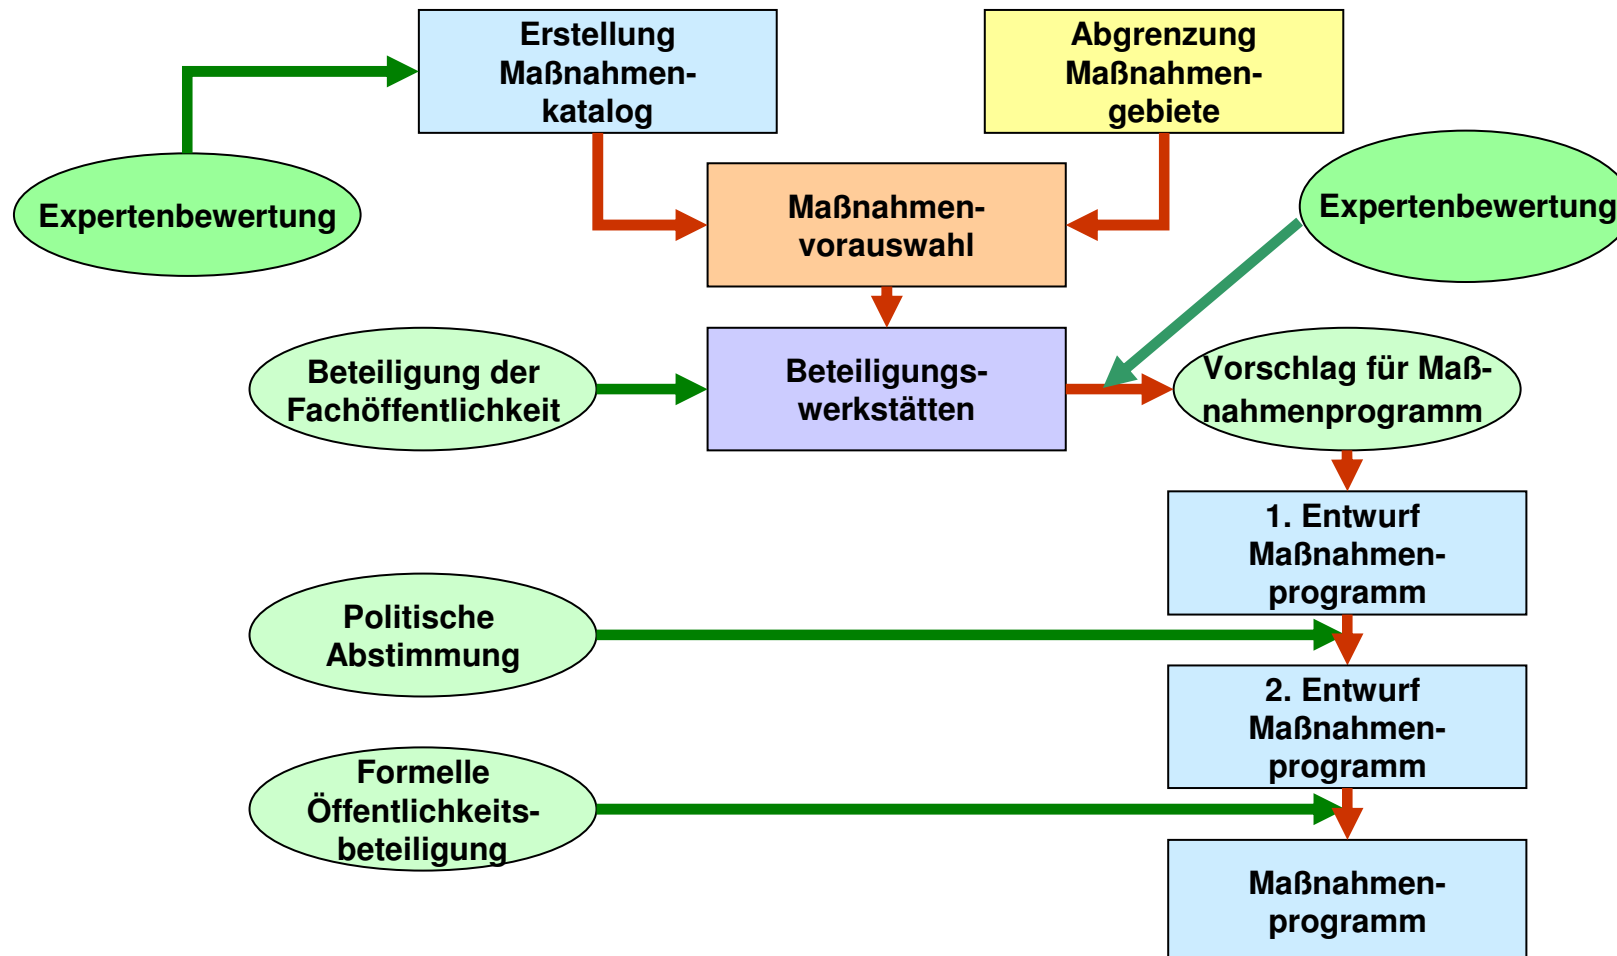 Erstellung
Maßnahmen-
katalog
Abgrenzung
Maßnahmen-
gebiete
Expertenbewertung
Maßnahmen-
vorauswahl
Expertenbewertung
Beteiligung der
Fachöffentlichkeit
Beteiligungs-
werkstätten
Vorschlag für Maß-
nahmenprogramm
1. Entwurf
Maßnahmen-
programm
Politische
Abstimmung
2. Entwurf
Maßnahmen-
programm
Formelle
Öffentlichkeits-
beteiligung
Maßnahmen-
programm